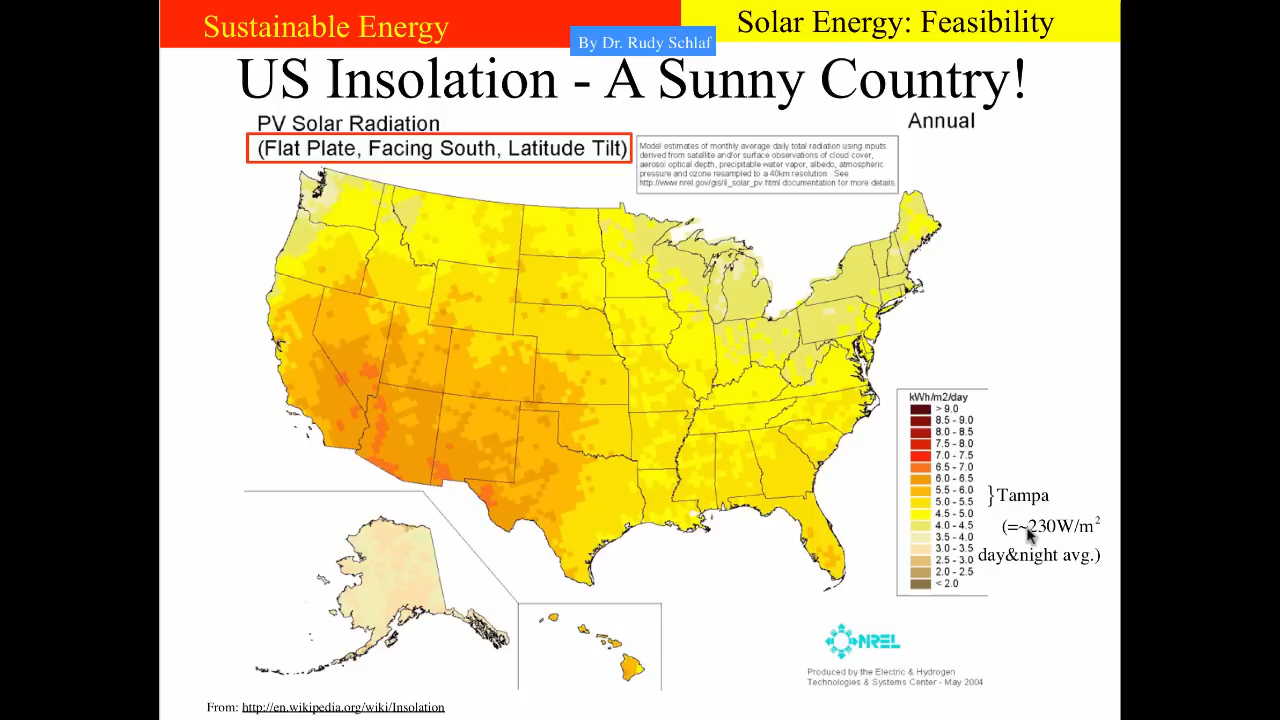 Sustainable Energy
Solar Energy: Feasibility
By Dr. Rudy Schlaf
US Insolation - A Sunny Country!
PV Solar Radiation
(Flat Plate, Facing South, Latitude Tilt)
Annual
Model estimates of monthly average daily total radiation using inputs
derived from satellite and/or surface observations of cloud cover,
aerosol optical depth, precipitable water vapor, albedo, atmospheric
pressure and ozone resampled to a 40km resolution. See
http://www.nrel.gov/gis/il_solar_pv.html documentation for more details.
kWh/m2/day
> 9.0
8.5 - 9.0
8.0 - 8.5
7.5 - 8.0
7.0 - 7.5
6.5 - 7.0
6.0 - 6.5
5.5 - 6.0
5.0 - 5.5
4.5 - 5.0
4.0 - 4.5
3.5 - 4.0
3.0 - 3.5
2.5 - 3.0
2.0 - 2.5
< 2.0
}Tampa
(=~230W/m²
day&night avg.)
NREL
Produced by the Electric & Hydrogen
Technologies & Systems Center - May 2004
From: http://en.wikipedia.org/wiki/Insolation